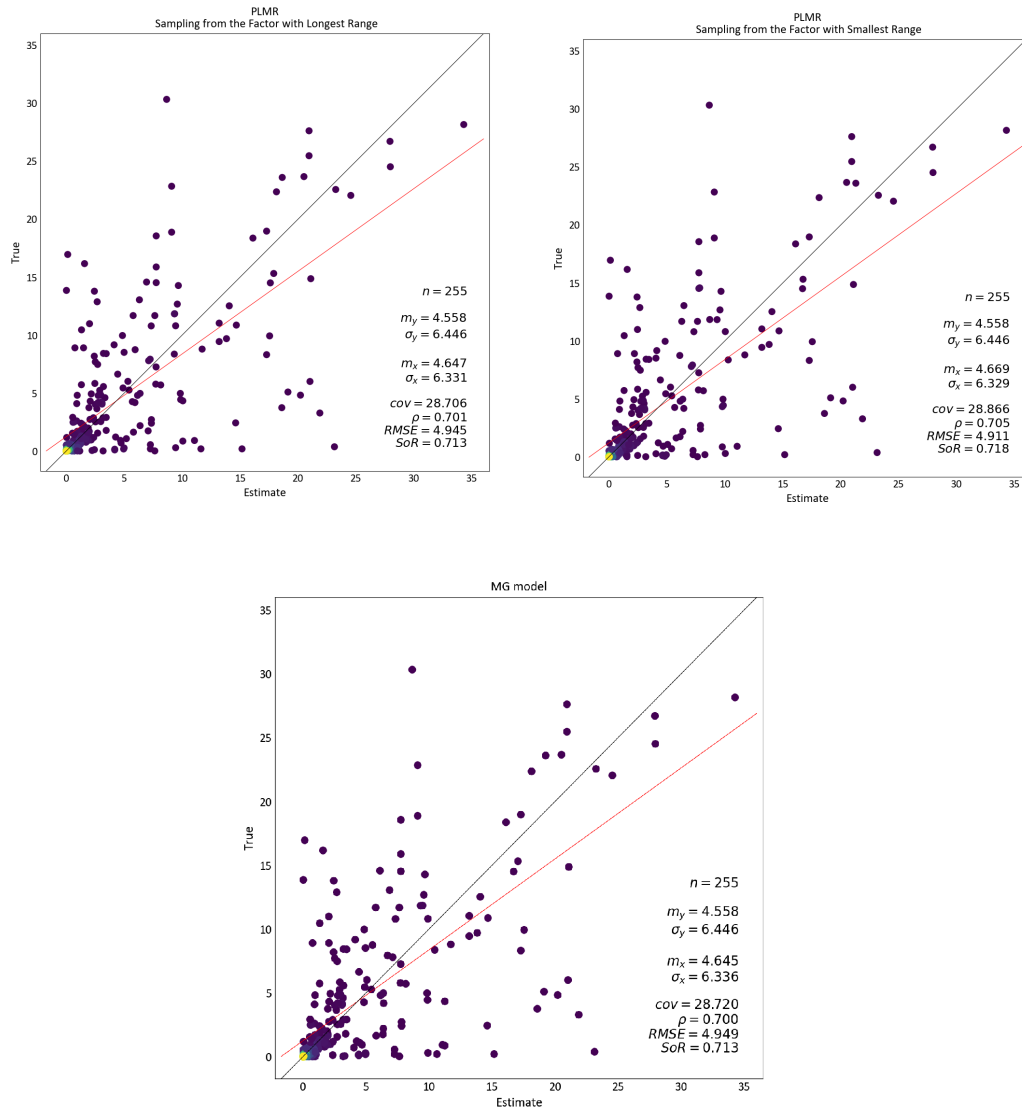 PLMR
Sampling from the Factor with Longest Range
35
30
25
20
15
10
5
0
True
n = 255
m_y = 4.558
σ_y = 6.446
m_x = 4.647
σ_x = 6.331
cov = 28.706
ρ = 0.701
RMSE = 4.945
SoR = 0.713
0 5 10 15 20 25 30 35
Estimate
PLMR
Sampling from the Factor with Smallest Range
35
30
25
20
15
10
5
0
True
n = 255
m_y = 4.558
σ_y = 6.446
m_x = 4.669
σ_x = 6.329
cov = 28.866
ρ = 0.705
RMSE = 4.911
SoR = 0.718
0 5 10 15 20 25 30 35
Estimate
MG model
35
30
25
20
15
10
5
0
True
n = 255
m_y = 4.558
σ_y = 6.446
m_x = 4.645
σ_x = 6.336
cov = 28.720
ρ = 0.700
RMSE = 4.949
SoR = 0.713
0 5 10 15 20 25 30 35
Estimate